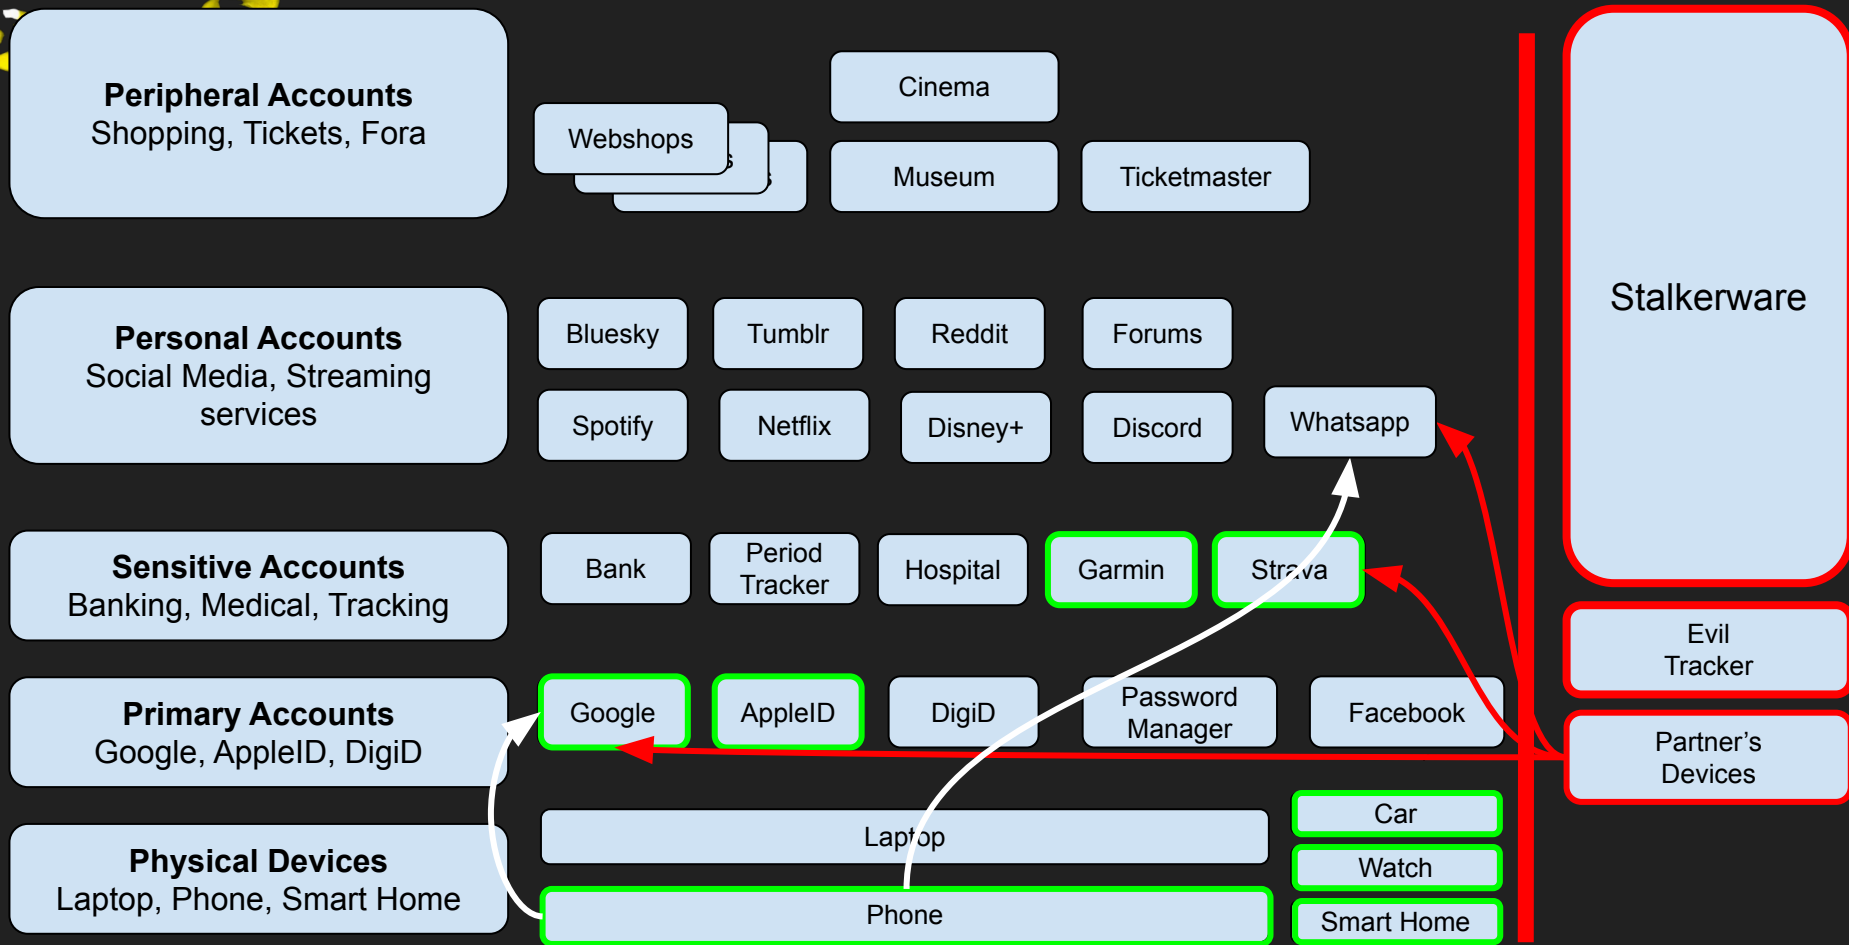 Peripheral Accounts
Shopping, Tickets, Fora
Webshops
s
s
Cinema
Museum
Ticketmaster
Personal Accounts
Social Media, Streaming
services
Bluesky
Tumblr
Reddit
Forums
Spotify
Netflix
Disney+
Discord
Whatsapp
Sensitive Accounts
Banking, Medical, Tracking
Bank
Period
Tracker
Hospital
Garmin
Strava
Primary Accounts
Google, AppleID, DigiD
Google
AppleID
DigiD
Password
Manager
Facebook
Physical Devices
Laptop, Phone, Smart Home
Laptop
Phone
Car
Watch
Smart Home
Stalkerware
Evil
Tracker
Partner's
Devices